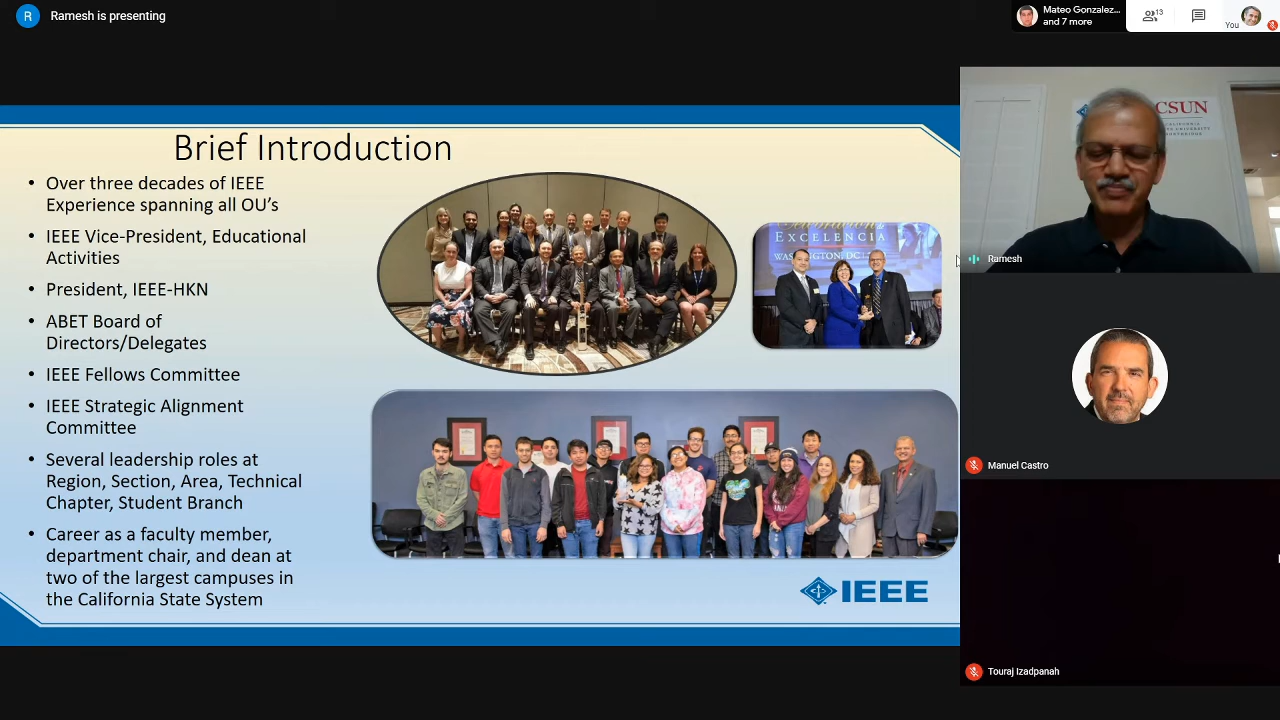 R
Ramesh is presenting
Mateo Gonzalez...
and 7 more
13
You
Brief Introduction
• Over three decades of IEEE
Experience spanning all OU's
• IEEE Vice-President, Educational
Activities
• President, IEEE-HKN
• ABET Board of
Directors/Delegates
• IEEE Fellows Committee
• IEEE Strategic Alignment
Committee
• Several leadership roles at
Region, Section, Area, Technical
Chapter, Student Branch
• Career as a faculty member,
department chair, and dean at
two of the largest campuses in
the California State System
EXCELENCIA
WASHINGTON, DC
IEEE
CSUN
Ramesh
Manuel Castro
Touraj Izadpanah